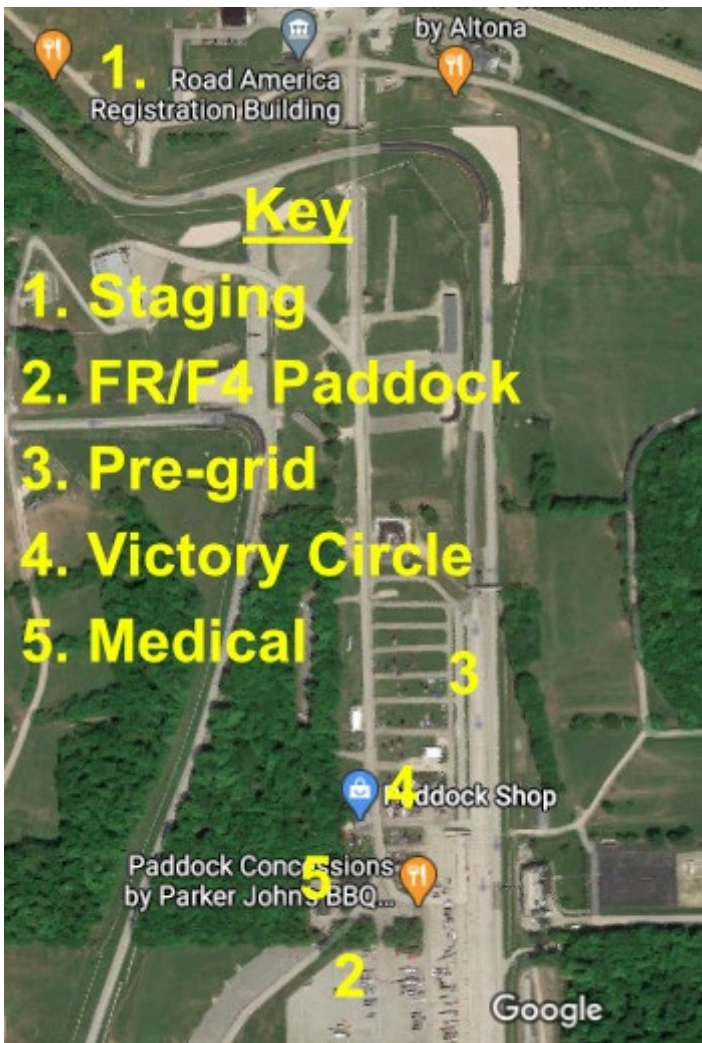 by Altona
1.
Road America
Registration Building
Key
1. Staging
2. FR/F4 Paddock
3. Pre-grid
4. Victory Circle
5. Medical
3
4
Paddock Shop
Paddock Concessions
5
by Parker John's BBQ...
2
Google